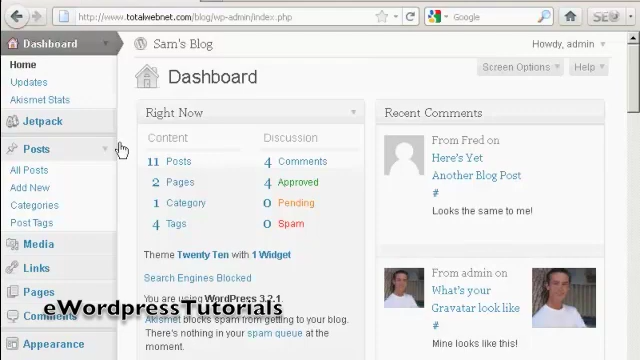 http://www.totalwebnet.com/blog/wp-admin/index.php
Google
SEO
Dashboard
Sam's Blog
Howdy, admin
Home
Updates
Akismet Stats
Jetpack
Posts
All Posts
Add New
Categories
Post Tags
Media
Links
Pages
Comments
Appearance
Dashboard
Screen Options
Help
Right Now
Content
Discussion
11 Posts
4 Comments
2 Pages
4 Approved
1 Category
0 Pending
4 Tags
0 Spam
Theme Twenty Ten with 1 Widget
Search Engines Blocked
You are using WordPress 3.2.1.
Akismet blocks spam from getting to your blog.
There's nothing in your spam queue at the
moment.
Recent Comments
From Fred on
Here's Yet
Another Blog Post
#
Looks the same to me!
From admin on
What's your
Gravatar look like
#
Mine looks like this!
eWordpressTutorials